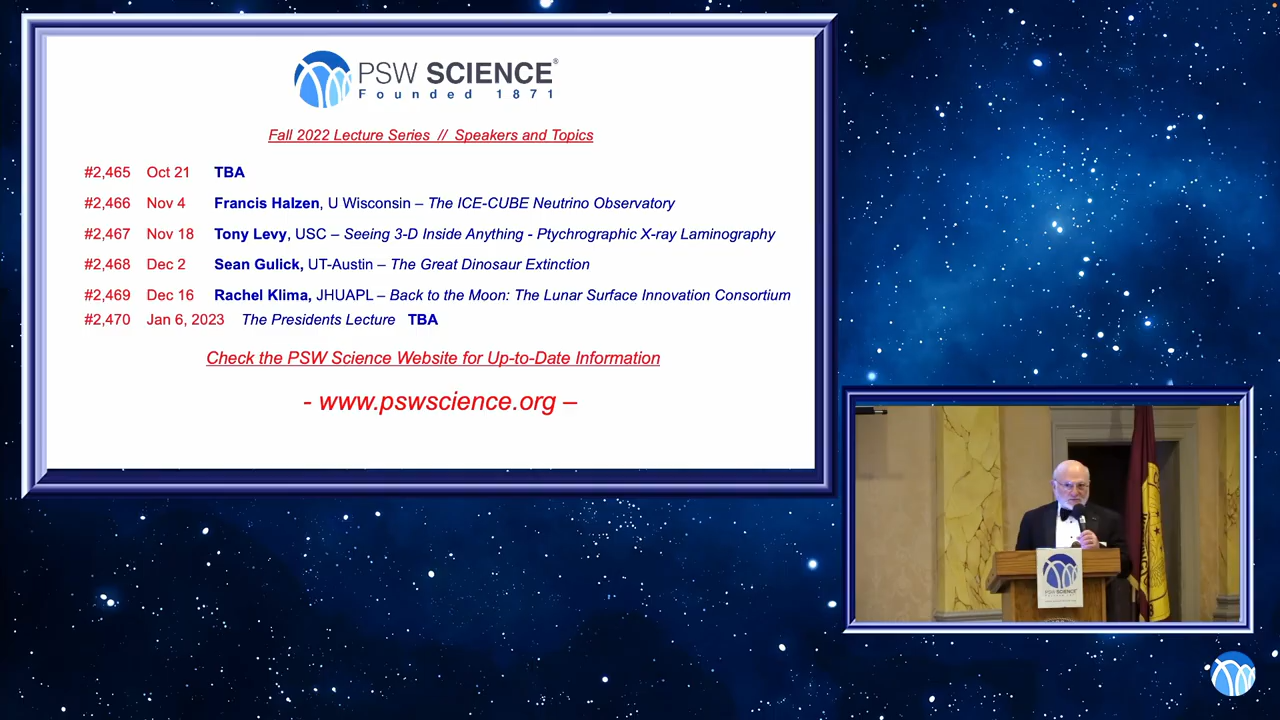 PSW SCIENCE®
Founded 1871
Fall 2022 Lecture Series // Speakers and Topics
#2,465 Oct 21 TBA
#2,466 Nov 4 Francis Halzen, U Wisconsin – The ICE-CUBE Neutrino Observatory
#2,467 Nov 18 Tony Levy, USC – Seeing 3-D Inside Anything - Ptychrographic X-ray Laminography
#2,468 Dec 2 Sean Gulick, UT-Austin – The Great Dinosaur Extinction
#2,469 Dec 16 Rachel Klima, JHUAPL – Back to the Moon: The Lunar Surface Innovation Consortium
#2,470 Jan 6, 2023 The Presidents Lecture TBA
Check the PSW Science Website for Up-to-Date Information
- www.pswscience.org –
PSW SCIENCE